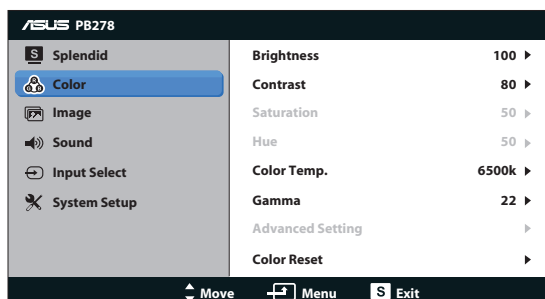 ASUS PB278
S Splendid
Color
Image
Sound
Input Select
System Setup
Brightness 100
Contrast 80
Saturation 50
Hue 50
Color Temp. 6500k
Gamma 22
Advanced Setting
Color Reset
Move Menu S Exit